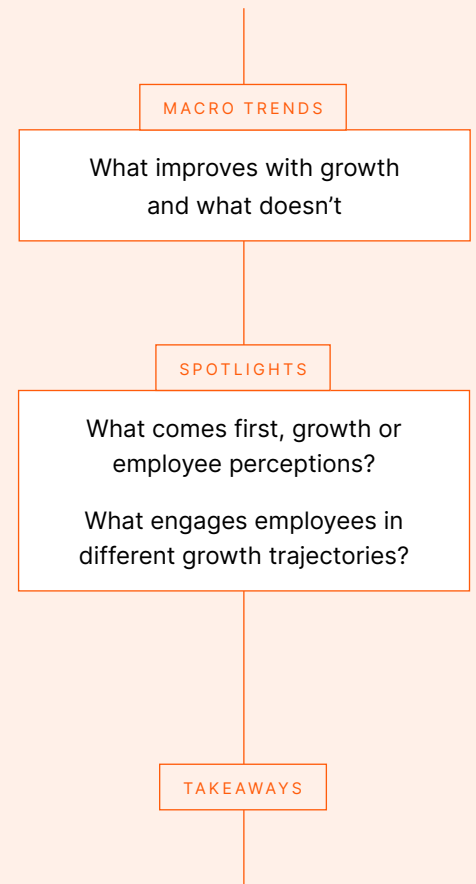 MACRO TRENDS
What improves with growth
and what doesn’t
SPOTLIGHTS
What comes first, growth or
employee perceptions?
What engages employees in
different growth trajectories?
TAKEAWAYS